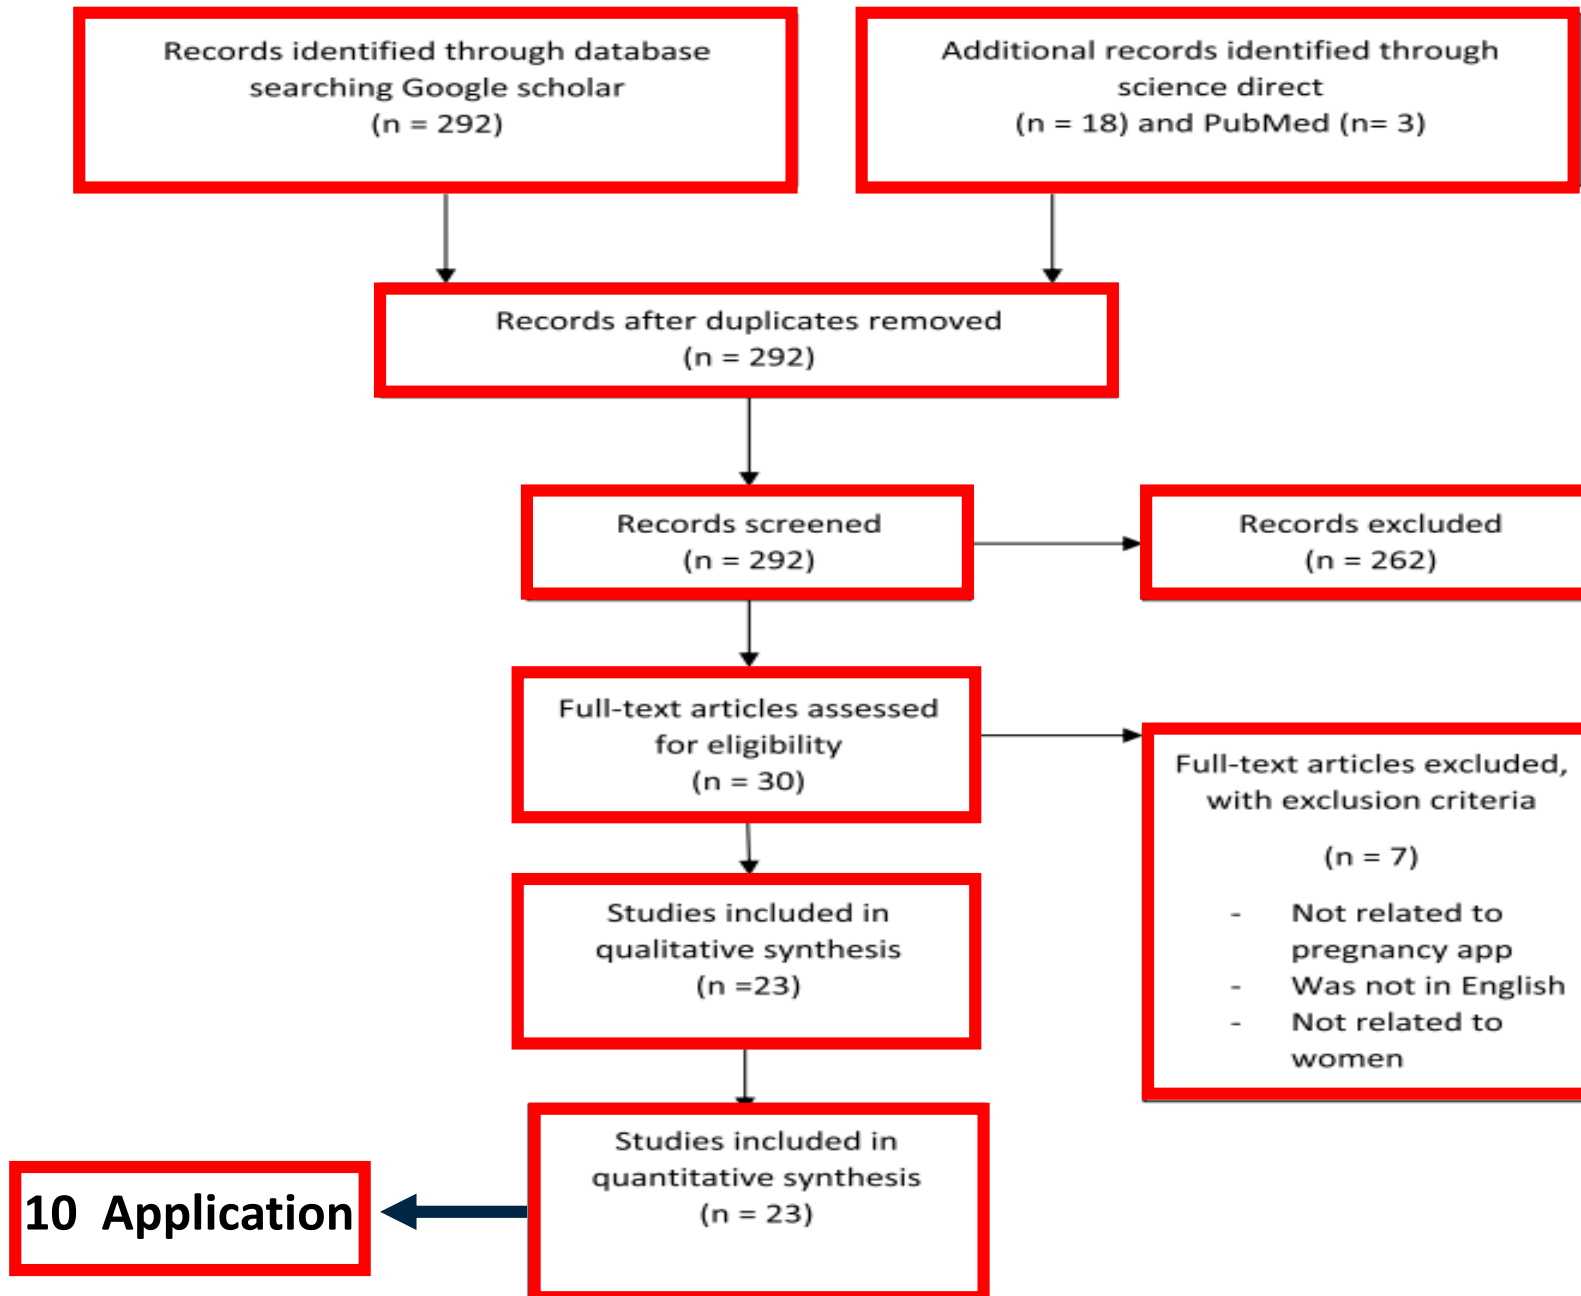 Records identified through database
searching Google scholar
(n = 292)
Additional records identified through
science direct
(n = 18) and PubMed (n= 3)
Records after duplicates removed
(n = 292)
Records screened
(n = 292)
Records excluded
(n = 262)
Full-text articles assessed
for eligibility
(n = 30)
Full-text articles excluded,
with exclusion criteria
(n = 7)
- Not related to
pregnancy app
- Was not in English
- Not related to
women
Studies included in
qualitative synthesis
(n =23)
Studies included in
quantitative synthesis
(n = 23)
10 Application